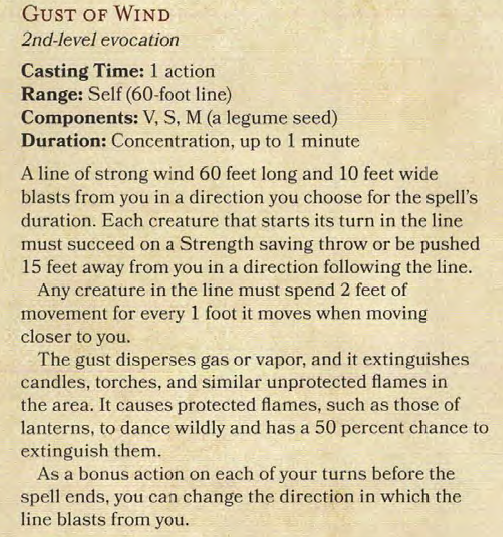 GUST OF WIND
2nd-level evocation
Casting Time: 1 action
Range: Self (60-foot line)
Components: V, S, M (a legume seed)
Duration: Concentration, up to 1 minute
A line of strong wind 60 feet long and 10 feet wide
blasts from you in a direction you choose for the spell's
duration. Each creature that starts its turn in the line
must succeed on a Strength saving throw or be pushed
15 feet away from you in a direction following the line.
Any creature in the line must spend 2 feet of
movement for every 1 foot it moves when moving
closer to you.
The gust disperses gas or vapor, and it extinguishes
candles, torches, and similar unprotected flames in
the area. It causes protected flames, such as those of
lanterns, to dance wildly and has a 50 percent chance to
extinguish them.
As a bonus action on each of your turns before the
spell ends, you can change the direction in which the
line blasts from you.